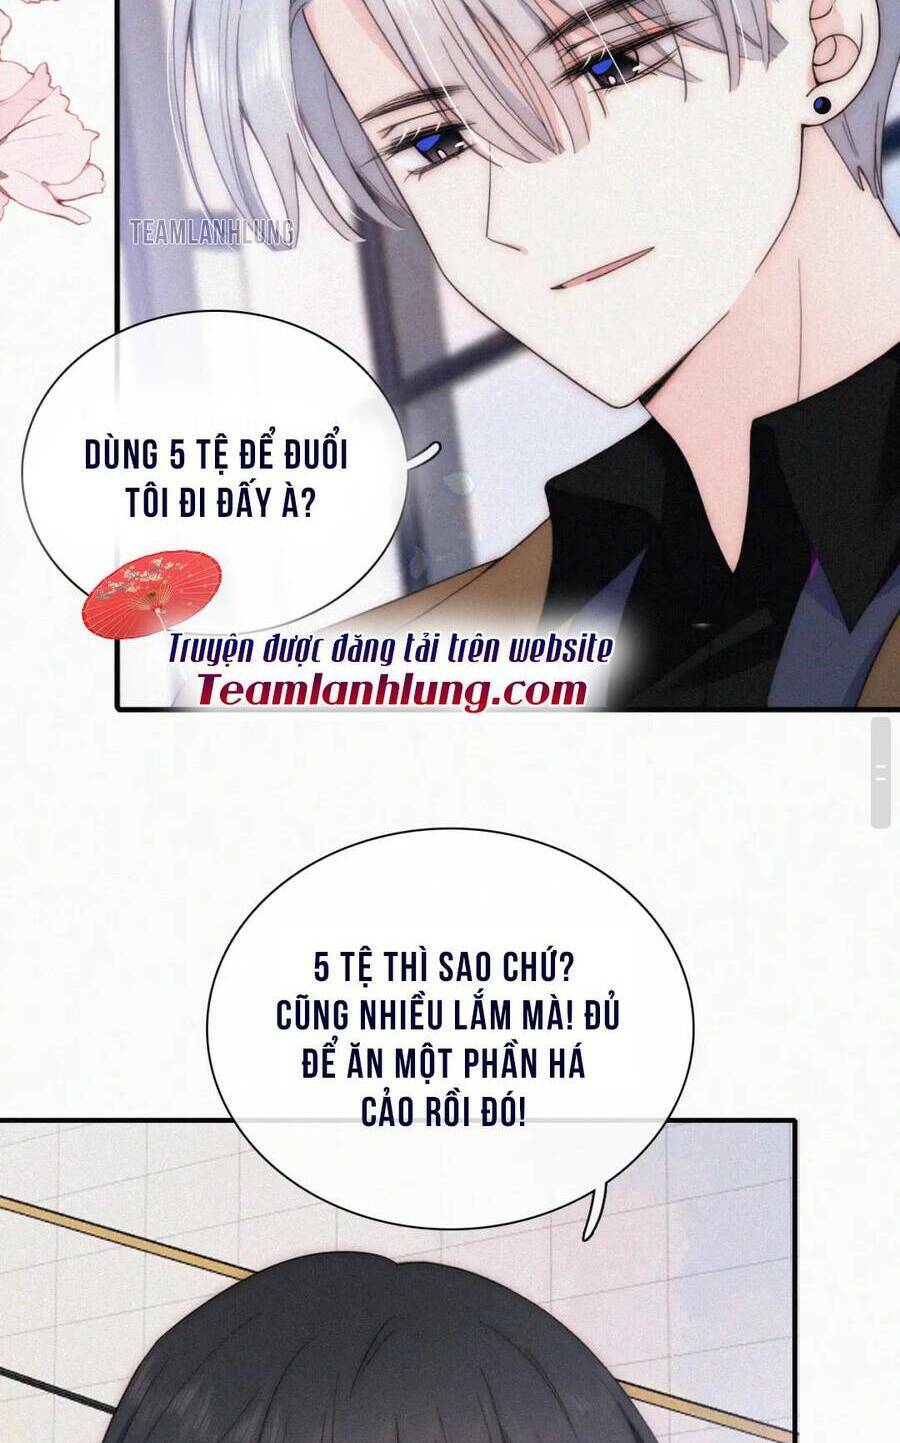 TEAMLANHLUNG
DÙNG 5 TỆ ĐỂ ĐUỔI
TÔI ĐI ĐẤY À?
Truyện được đăng tải trên website
Teamlanhlung.com
5 TỆ THÌ SAO CHỨ?
CŨNG NHIỀU LẮM MÀ! ĐỦ
ĐỂ ĂN MỘT PHẦN HÁ
CẢO RỒI ĐÓ!